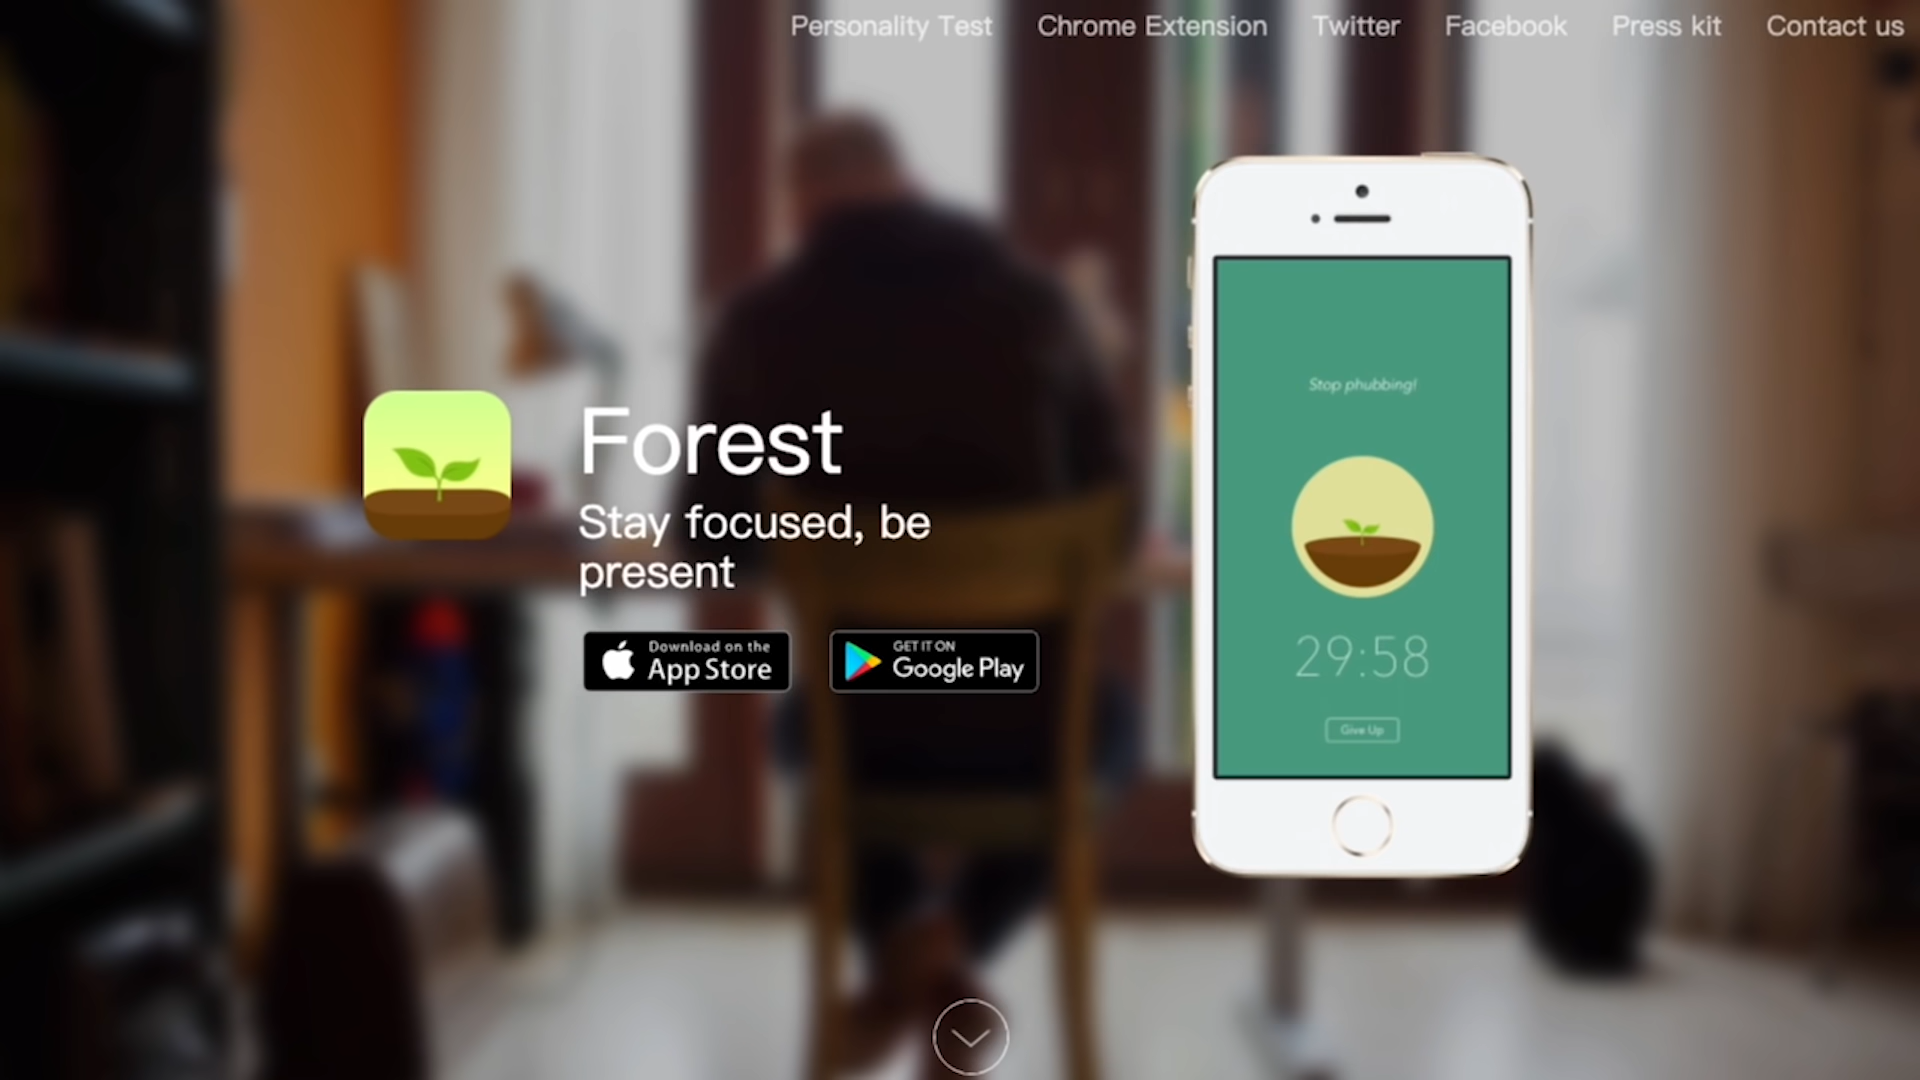 Personality Test Chrome Extension Twitter Facebook Press kit Contact us
Forest
Stay focused, be
present
Download on the
App Store
GET IT ON
Google Play
Stop phubbing!
29:58
Give Up